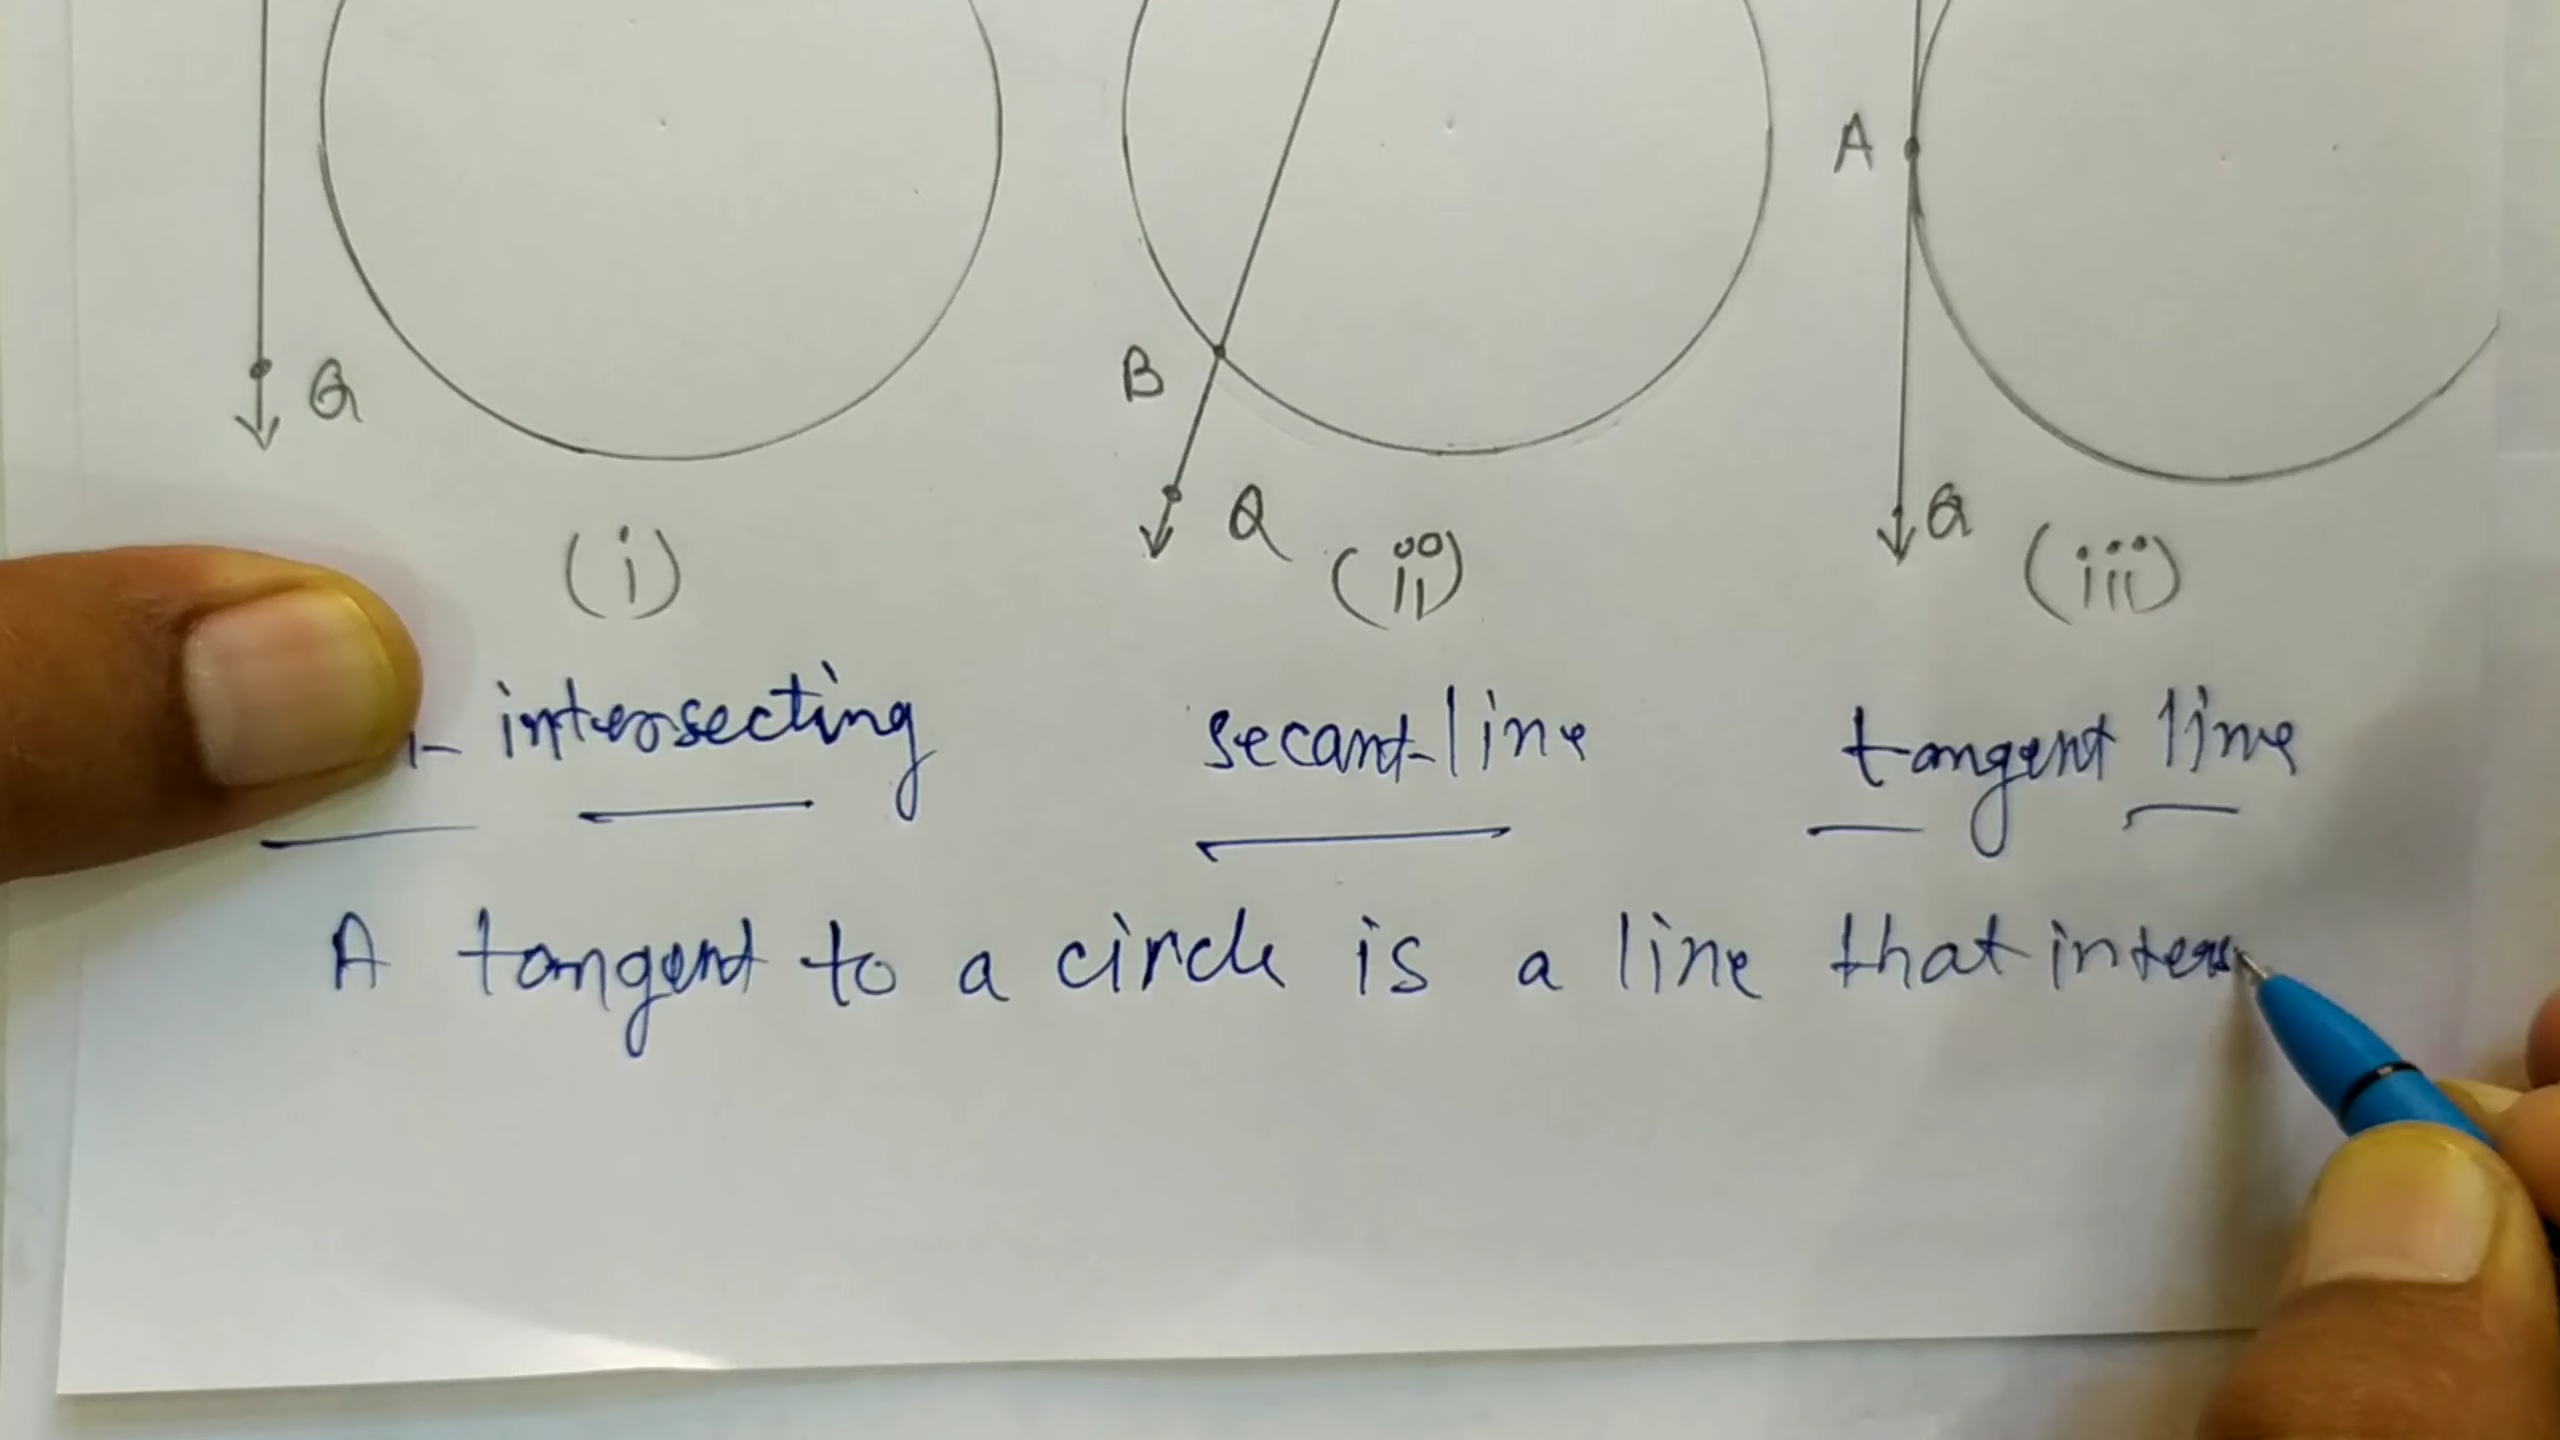 A
B
Q
Q
Q
(i) (ii) (iii)
- intersecting secant line tangent line
A tangent to a circle is a line that inters